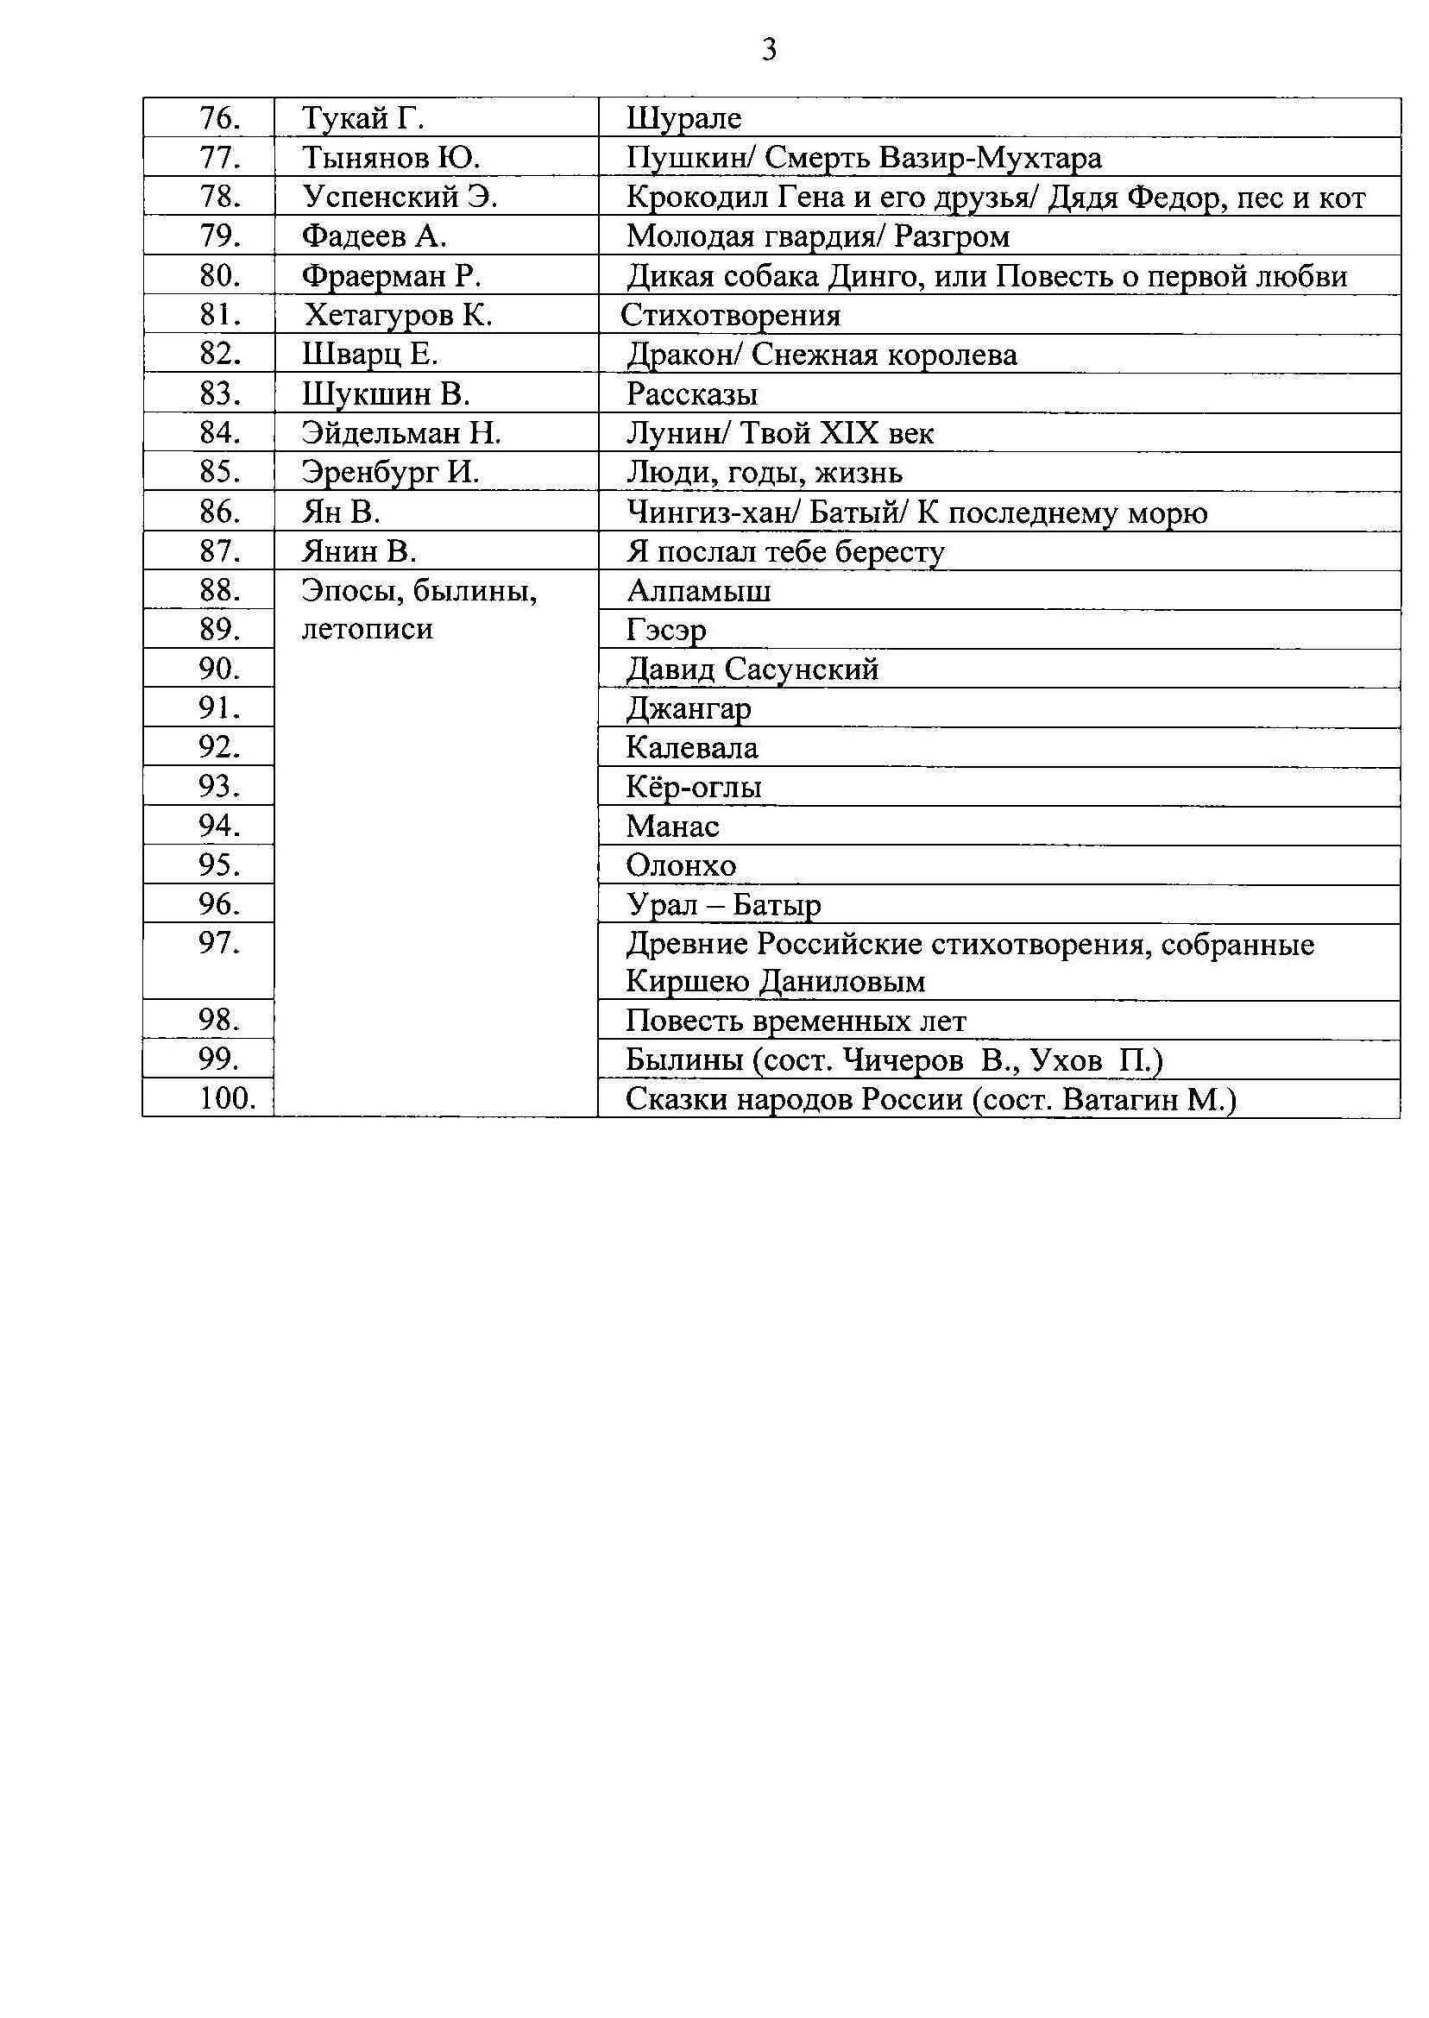 3
76. Тукай Г. Шурале
77. Тынянов Ю. Пушкин/ Смерть Вазир-Мухтара
78. Успенский Э. Крокодил Гена и его друзья/ Дядя Федор, пес и кот
79. Фадеев А. Молодая гвардия/ Разгром
80. Фраерман Р. Дикая собака Динго, или Повесть о первой любви
81. Хетагуров К. Стихотворения
82. Шварц Е. Дракон/ Снежная королева
83. Шукшин В. Рассказы
84. Эйдельман Н. Лунин/ Твой XIX век
85. Эренбург И. Люди, годы, жизнь
86. Ян В. Чингиз-хан/ Батый/ К последнему морю
87. Янин В. Я послал тебе бересту
88. Эпосы, былины, Алпамыш
89. летописи Гэсэр
90. Давид Сасунский
91. Джангар
92. Калевала
93. Кёр-оглы
94. Манас
95. Олонхо
96. Урал – Батыр
97. Древние Российские стихотворения, собранные
Киршею Даниловым
98. Повесть временных лет
99. Былины (сост. Чичеров В., Ухов П.)
100. Сказки народов России (сост. Ватагин М.)